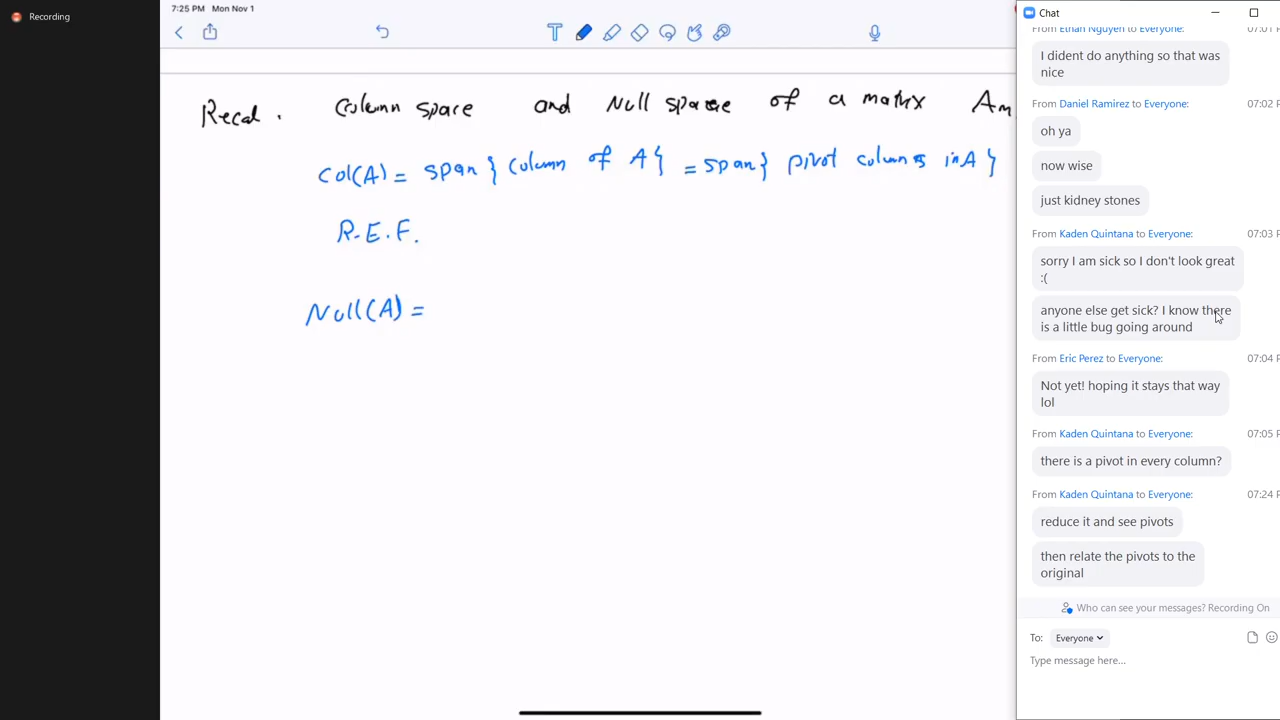 Recording
7:25 PM Mon Nov 1
Recal. Column space and Null space of a matrix Am
Col(A) = span { column of A } = span } pivot columns in A }
R.E.F.
Null(A) =
Chat
From Ethan Nguyen to Everyone: 07:01 P
I dident do anything so that was
nice
From Daniel Ramirez to Everyone: 07:02 P
oh ya
now wise
just kidney stones
From Kaden Quintana to Everyone: 07:03 P
sorry I am sick so I don't look great
:(
anyone else get sick? I know there
is a little bug going around
From Eric Perez to Everyone: 07:04 P
Not yet! hoping it stays that way
lol
From Kaden Quintana to Everyone: 07:05 P
there is a pivot in every column?
From Kaden Quintana to Everyone: 07:24 P
reduce it and see pivots
then relate the pivots to the
original
Who can see your messages? Recording On
To: Everyone
Type message here...